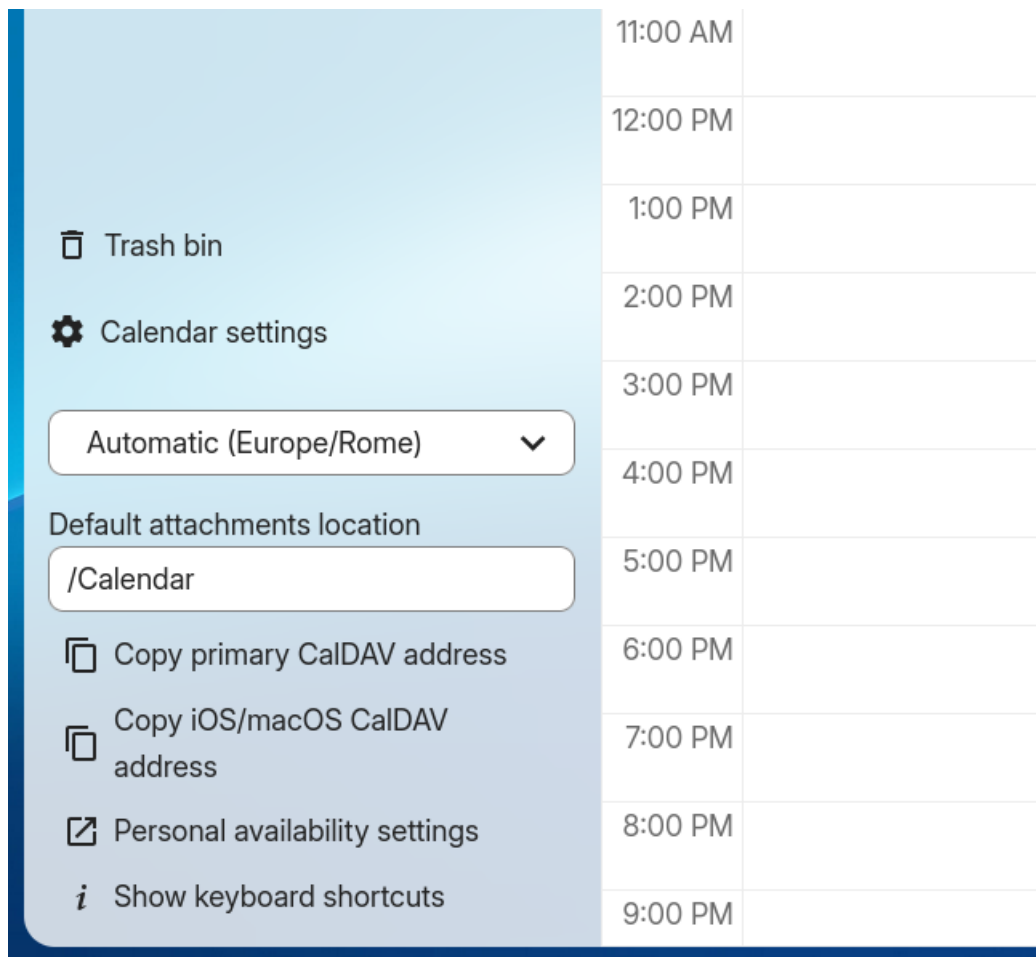 Trash bin
Calendar settings
Automatic (Europe/Rome)
Default attachments location
/Calendar
Copy primary CalDAV address
Copy iOS/macOS CalDAV
address
Personal availability settings
i Show keyboard shortcuts
11:00 AM
12:00 PM
1:00 PM
2:00 PM
3:00 PM
4:00 PM
5:00 PM
6:00 PM
7:00 PM
8:00 PM
9:00 PM